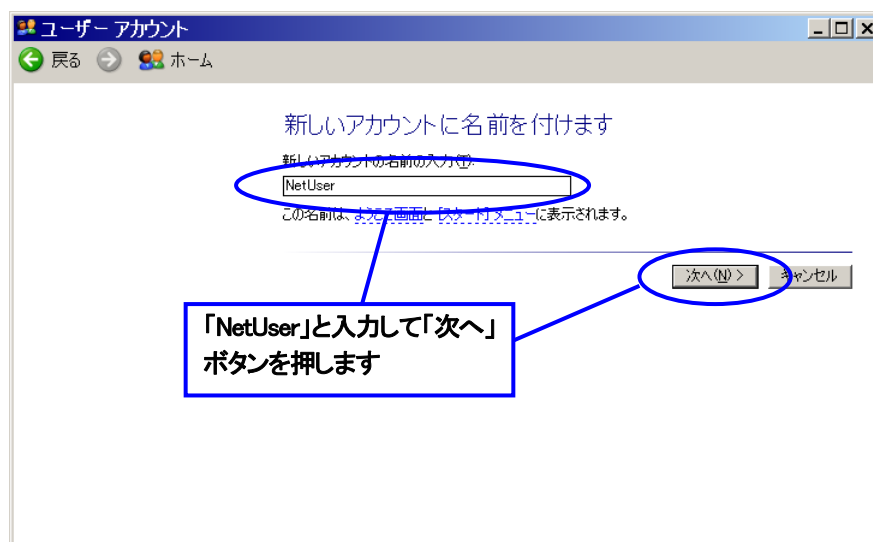 ユーザー アカウント
戻る ホーム
新しいアカウントに名前を付けます
新しいアカウントの名前の入力(T):
NetUser
この名前は、ようこそ画面と [スタート] メニューに表示されます。
次へ(N) > キャンセル
「NetUser」と入力して「次へ」
ボタンを押します